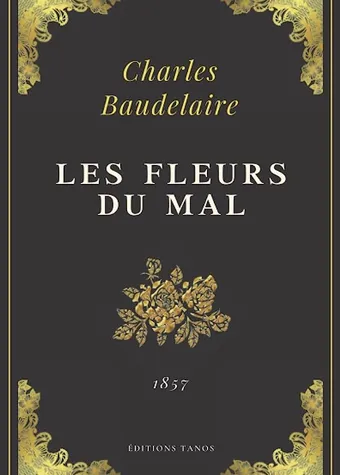 Charles
Baudelaire
LES FLEURS
DU MAL
1857
ÉDITIONS TANOS